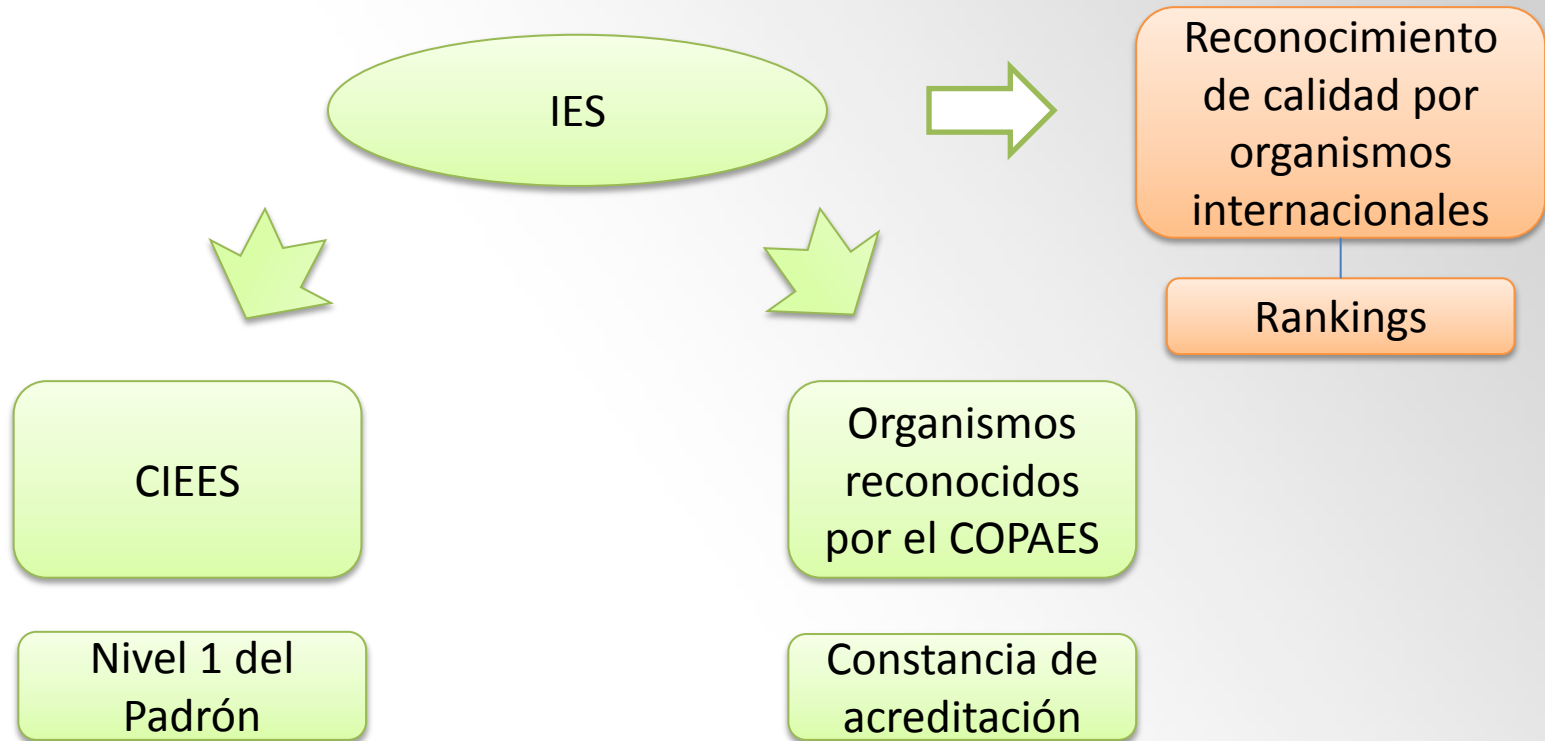 IES
Reconocimiento
de calidad por
organismos
internacionales
Rankings
CIEES
Organismos
reconocidos
por el COPAES
Nivel 1 del
Padrón
Constancia de
acreditación